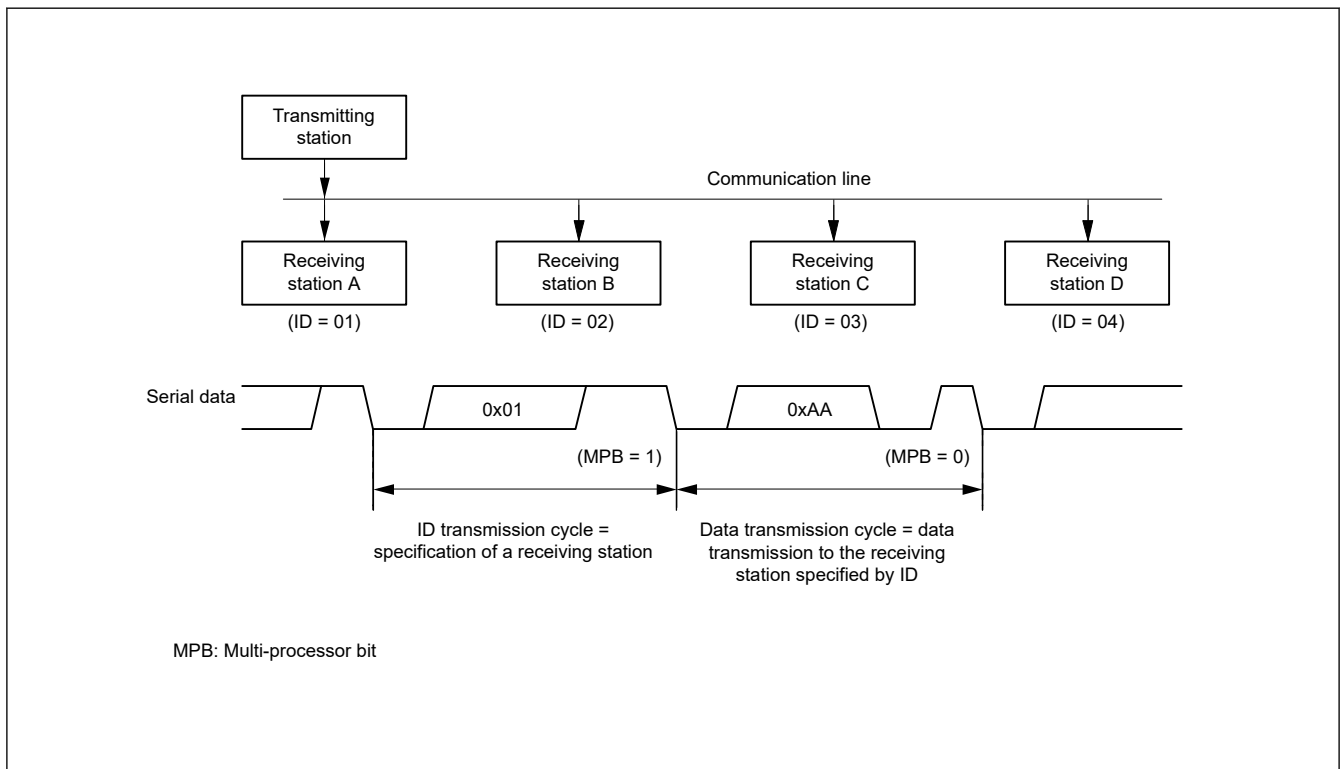 Transmitting
station
Communication line
Receiving
station A
Receiving
station B
Receiving
station C
Receiving
station D
(ID = 01)
(ID = 02)
(ID = 03)
(ID = 04)
Serial data
0x01
0xAA
(MPB = 1)
(MPB = 0)
ID transmission cycle =
specification of a receiving station
Data transmission cycle = data
transmission to the receiving
station specified by ID
MPB: Multi-processor bit